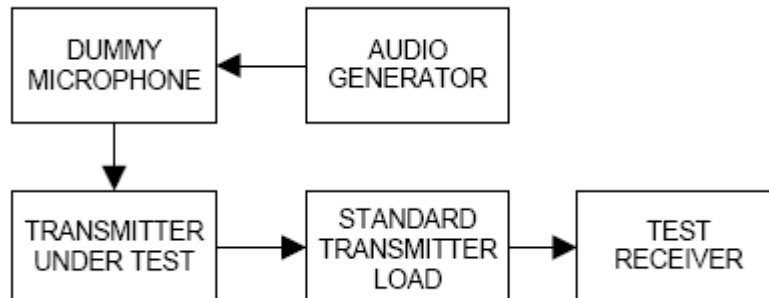 DUMMY
MICROPHONE
AUDIO
GENERATOR
TRANSMITTER
UNDER TEST
STANDARD
TRANSMITTER
LOAD
TEST
RECEIVER